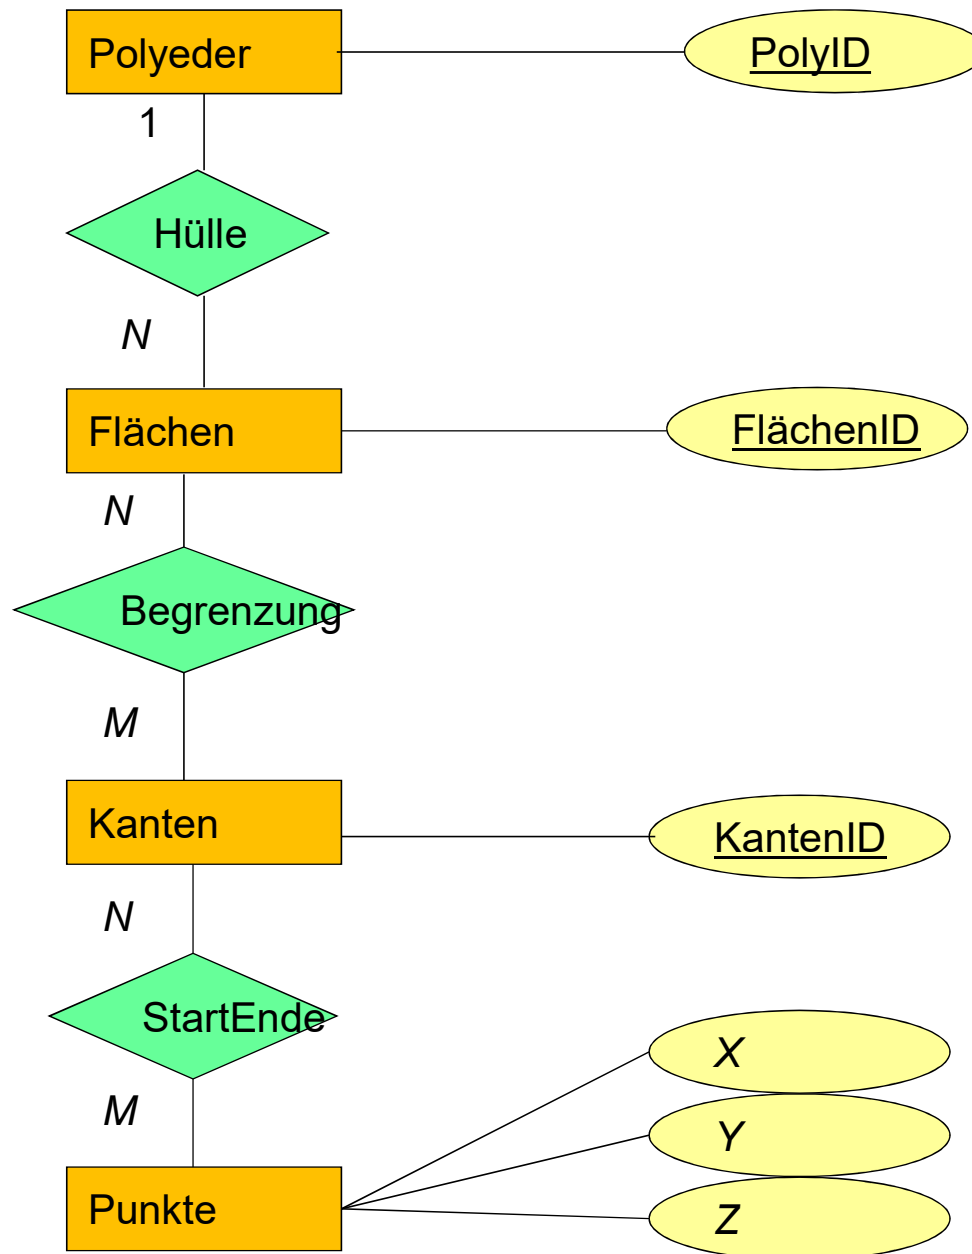 Polyeder
PolyID
1
Hülle
N
Flächen
FlächenID
N
Begrenzung
M
Kanten
KantenID
N
StartEnde
X
M
Y
Punkte
Z